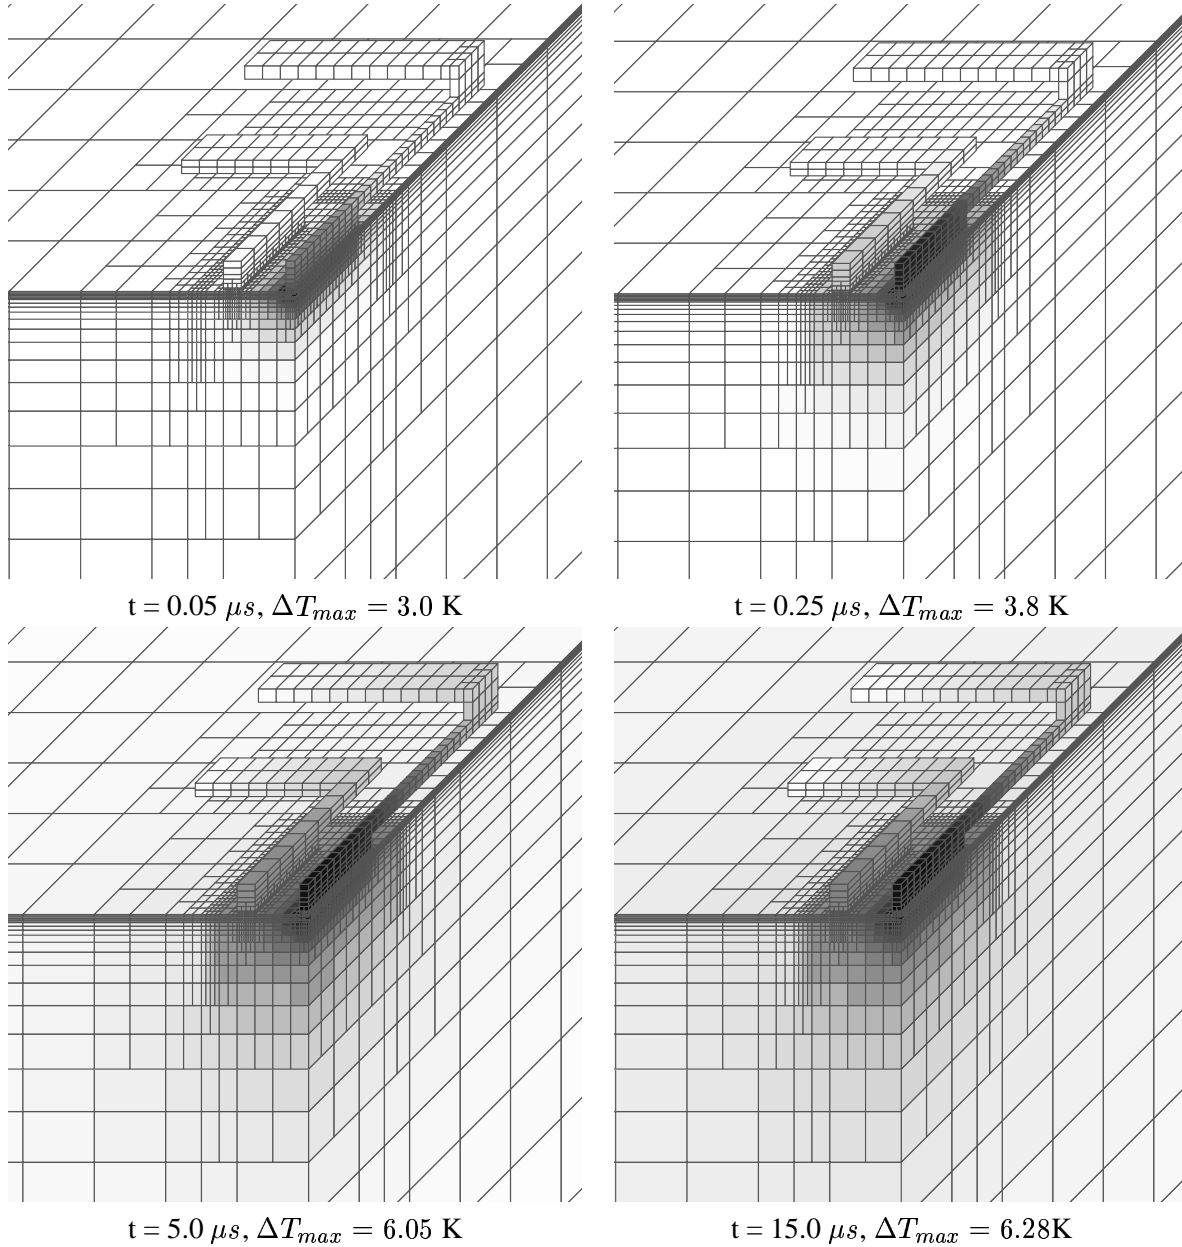 t = 0.05 μs, ΔT_max = 3.0 K
t = 0.25 μs, ΔT_max = 3.8 K
t = 5.0 μs, ΔT_max = 6.05 K
t = 15.0 μs, ΔT_max = 6.28K